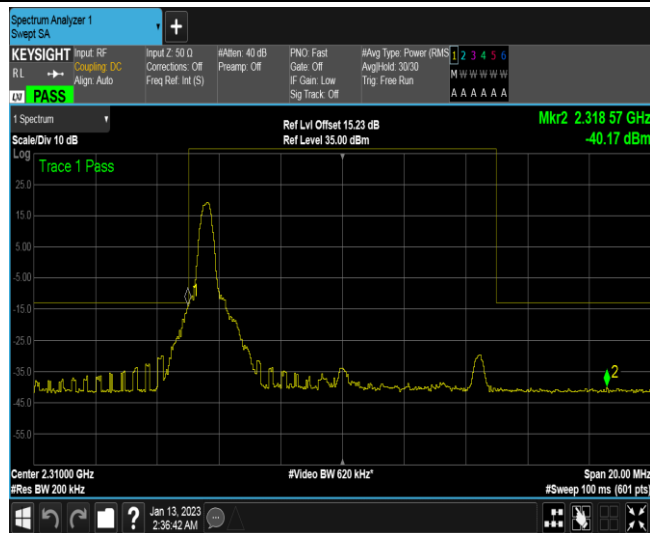 Spectrum Analyzer 1
Swept SA
+
KEYSIGHT
RL
LXI PASS
Input: RF
Coupling: DC
Align: Auto
Input Z: 50 Ω
Corrections: Off
Freq Ref: Int (S)
#Atten: 40 dB
Preamp: Off
PNO: Fast
Gate: Off
IF Gain: Low
Sig Track: Off
#Avg Type: Power (RMS
Avg|Hold: 30/30
Trig: Free Run
1 2 3 4 5 6
M W W W W W
A A A A A A
1 Spectrum
Scale/Div 10 dB
Ref Lvl Offset 15.23 dB
Ref Level 35.00 dBm
Mkr2 2.318 57 GHz
-40.17 dBm
Log
Trace 1 Pass
25.0
15.0
5.00
-5.00
-15.0
-25.0
-35.0
-45.0
-55.0
2
Center 2.31000 GHz
#Res BW 200 kHz
#Video BW 620 kHz*
Span 20.00 MHz
#Sweep 100 ms (601 pts)
?
Jan 13, 2023
2:36:42 AM